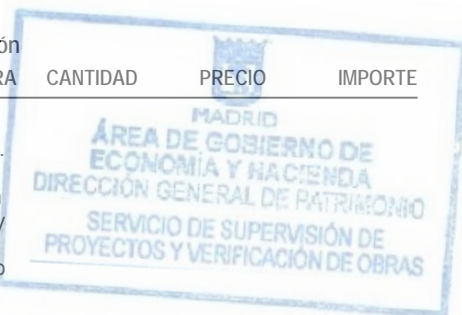 ón
RA CANTIDAD PRECIO IMPORTE
MADRID
ÁREA DE GOBIERNO DE
ECONOMÍA Y HACIENDA
DIRECCIÓN GENERAL DE PATRIMONIO
SERVICIO DE SUPERVISIÓN DE
PROYECTOS Y VERIFICACIÓN DE OBRAS